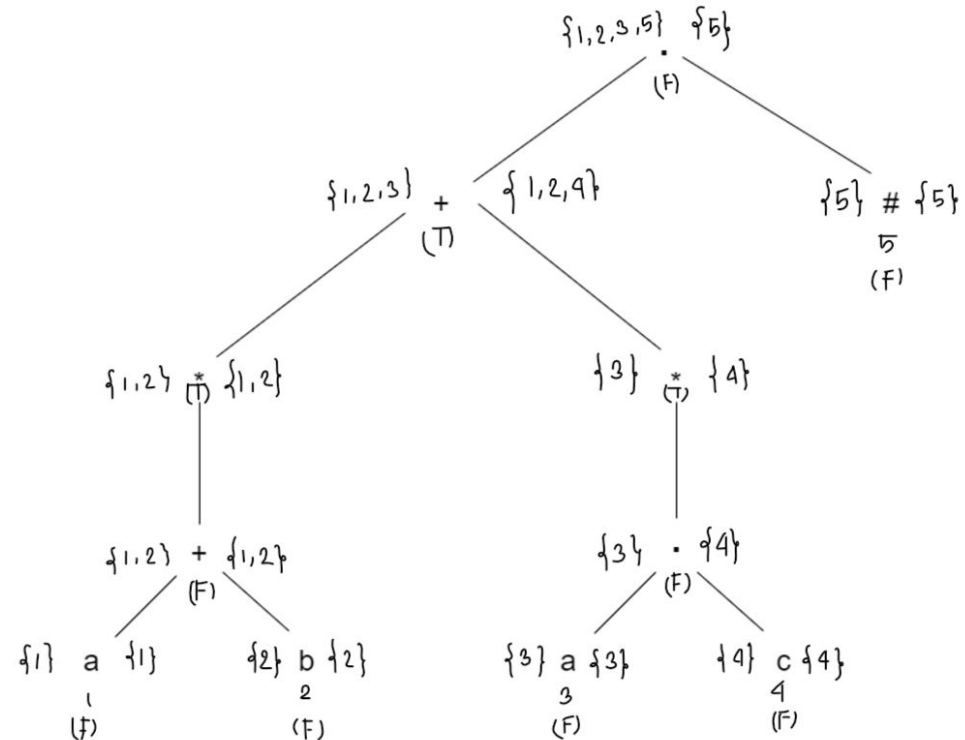 {1,2,3,5} . {5}
(F)
{1,2,3} + {1,2,4}
(T)
{5} # {5}
5
(F)
{1,2} * {1,2}
(T)
{3} * {4}
(T)
{1,2} + {1,2}
(F)
{3} . {4}
(F)
{1} a {1}
1
(F)
{2} b {2}
2
(F)
{3} a {3}
3
(F)
{4} c {4}
4
(F)